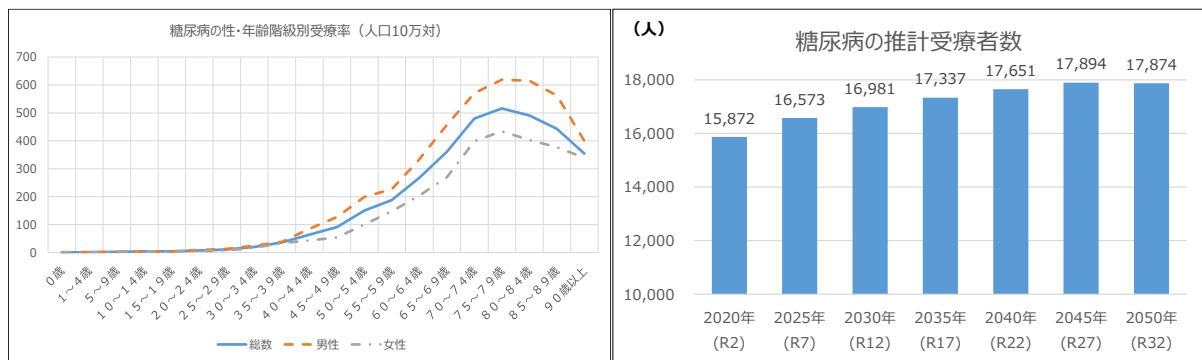 糖尿病の性・年齢階級別受療率（人口10万対）
700
600
500
400
300
200
100
0
0歳
1～4歳
5～9歳
10～14歳
15～19歳
20～24歳
25～29歳
30～34歳
35～39歳
40～44歳
45～49歳
50～54歳
55～59歳
60～64歳
65～69歳
70～74歳
75～79歳
80～84歳
85～89歳
90歳以上
総数 男性 女性
（人）
糖尿病の推計受療者数
18,000
16,000
14,000
12,000
10,000
15,872
16,573
16,981
17,337
17,651
17,894
17,874
2020年 2025年 2030年 2035年 2040年 2045年 2050年
(R2) (R7) (R12) (R17) (R22) (R27) (R32)